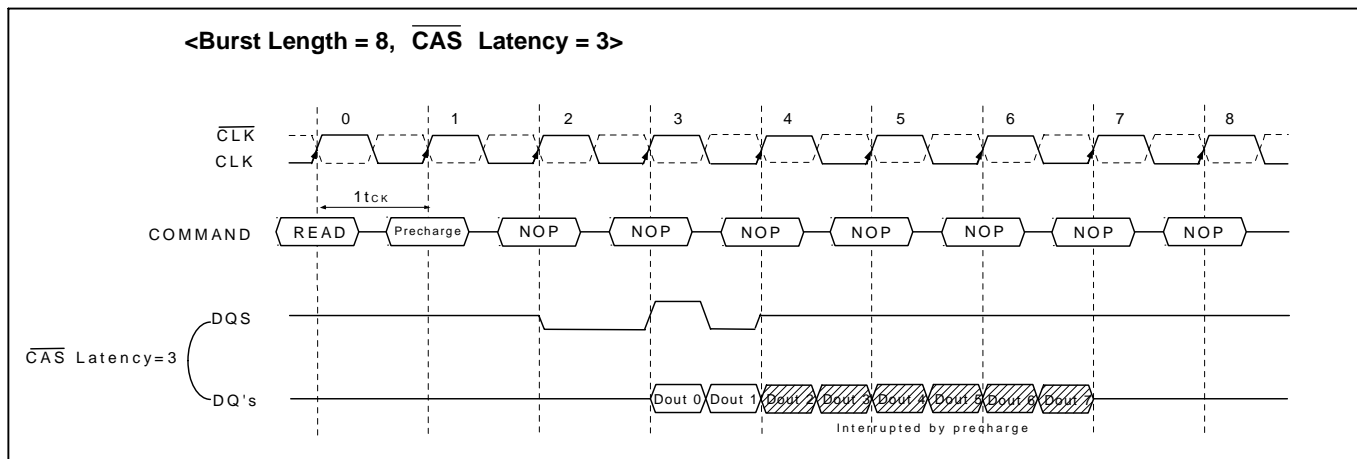 <Burst Length = 8, CAS Latency = 3>
0 1 2 3 4 5 6 7 8
CLK
CLK
1tCK
COMMAND READ Precharge NOP NOP NOP NOP NOP NOP NOP
DQS
CAS Latency=3
DQ's Dout 0 Dout 1 Dout 2 Dout 3 Dout 4 Dout 5 Dout 6 Dout 7
Interrupted by precharge